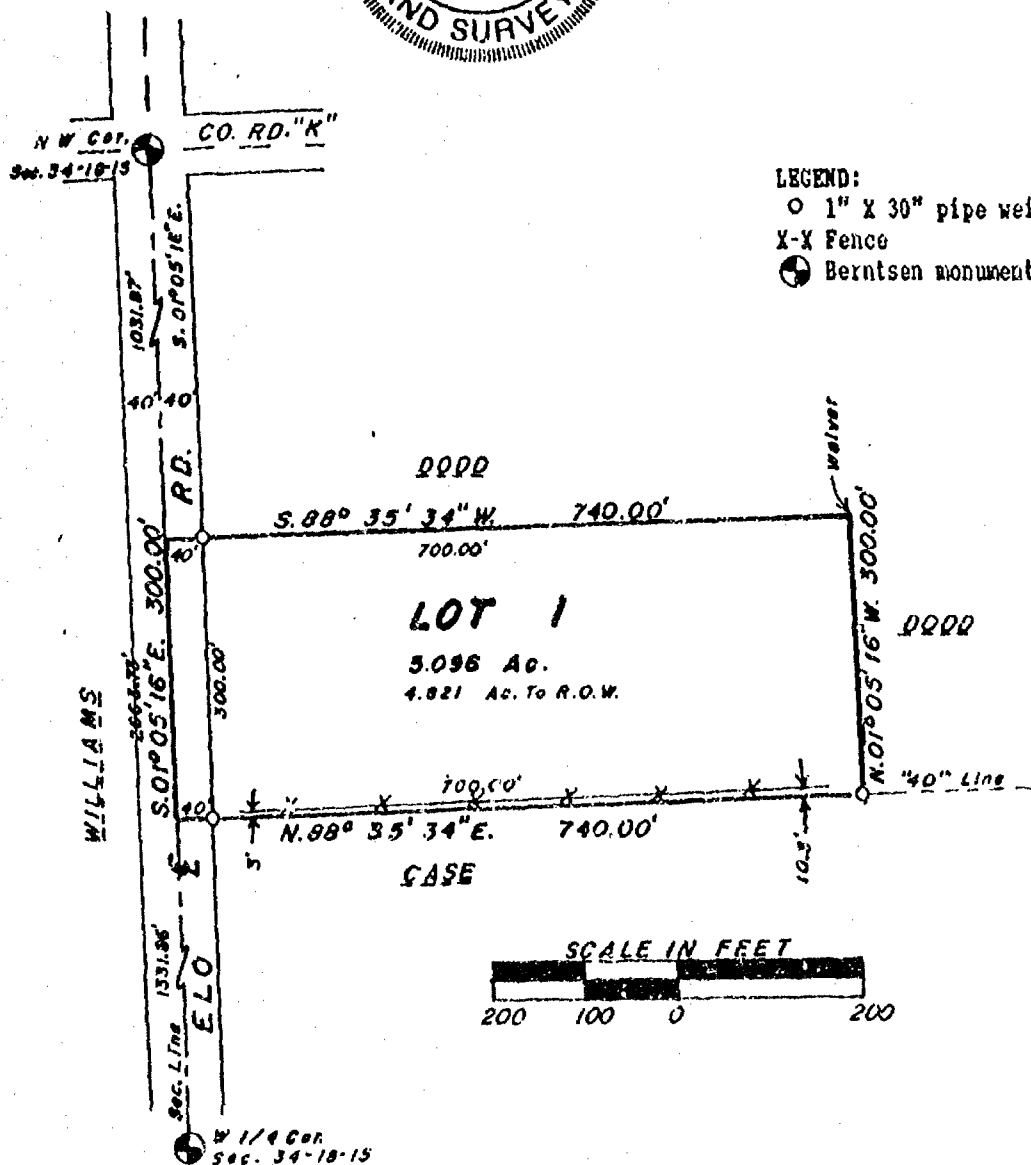 ND SURVEY
CO. RD. "K"
N W Cor.
Sec. 34-18-15
LEGEND:
O 1" X 30" pipe wei
X-X Fence
Berntsen monument
1031.87'
S. 01° 05' 16" E.
40' 40'
RD.
Waiver
S. 88° 35' 34" W. 740.00'
40' 700.00'
S. 01° 05' 16" E. 300.00'
300.00'
LOT 1
5.096 Ac.
4.821 Ac. To R.O.W.
N. 01° 05' 16" W. 300.00'
WILLIAMS
"40" Line
40' 700.00'
X X X X X X
N. 88° 35' 34" E. 740.00'
3'
CASE
ELO
1331.86'
Sec. Line
SCALE IN FEET
200 100 0 200
W 1/4 Cor.
Sec. 34-18-15